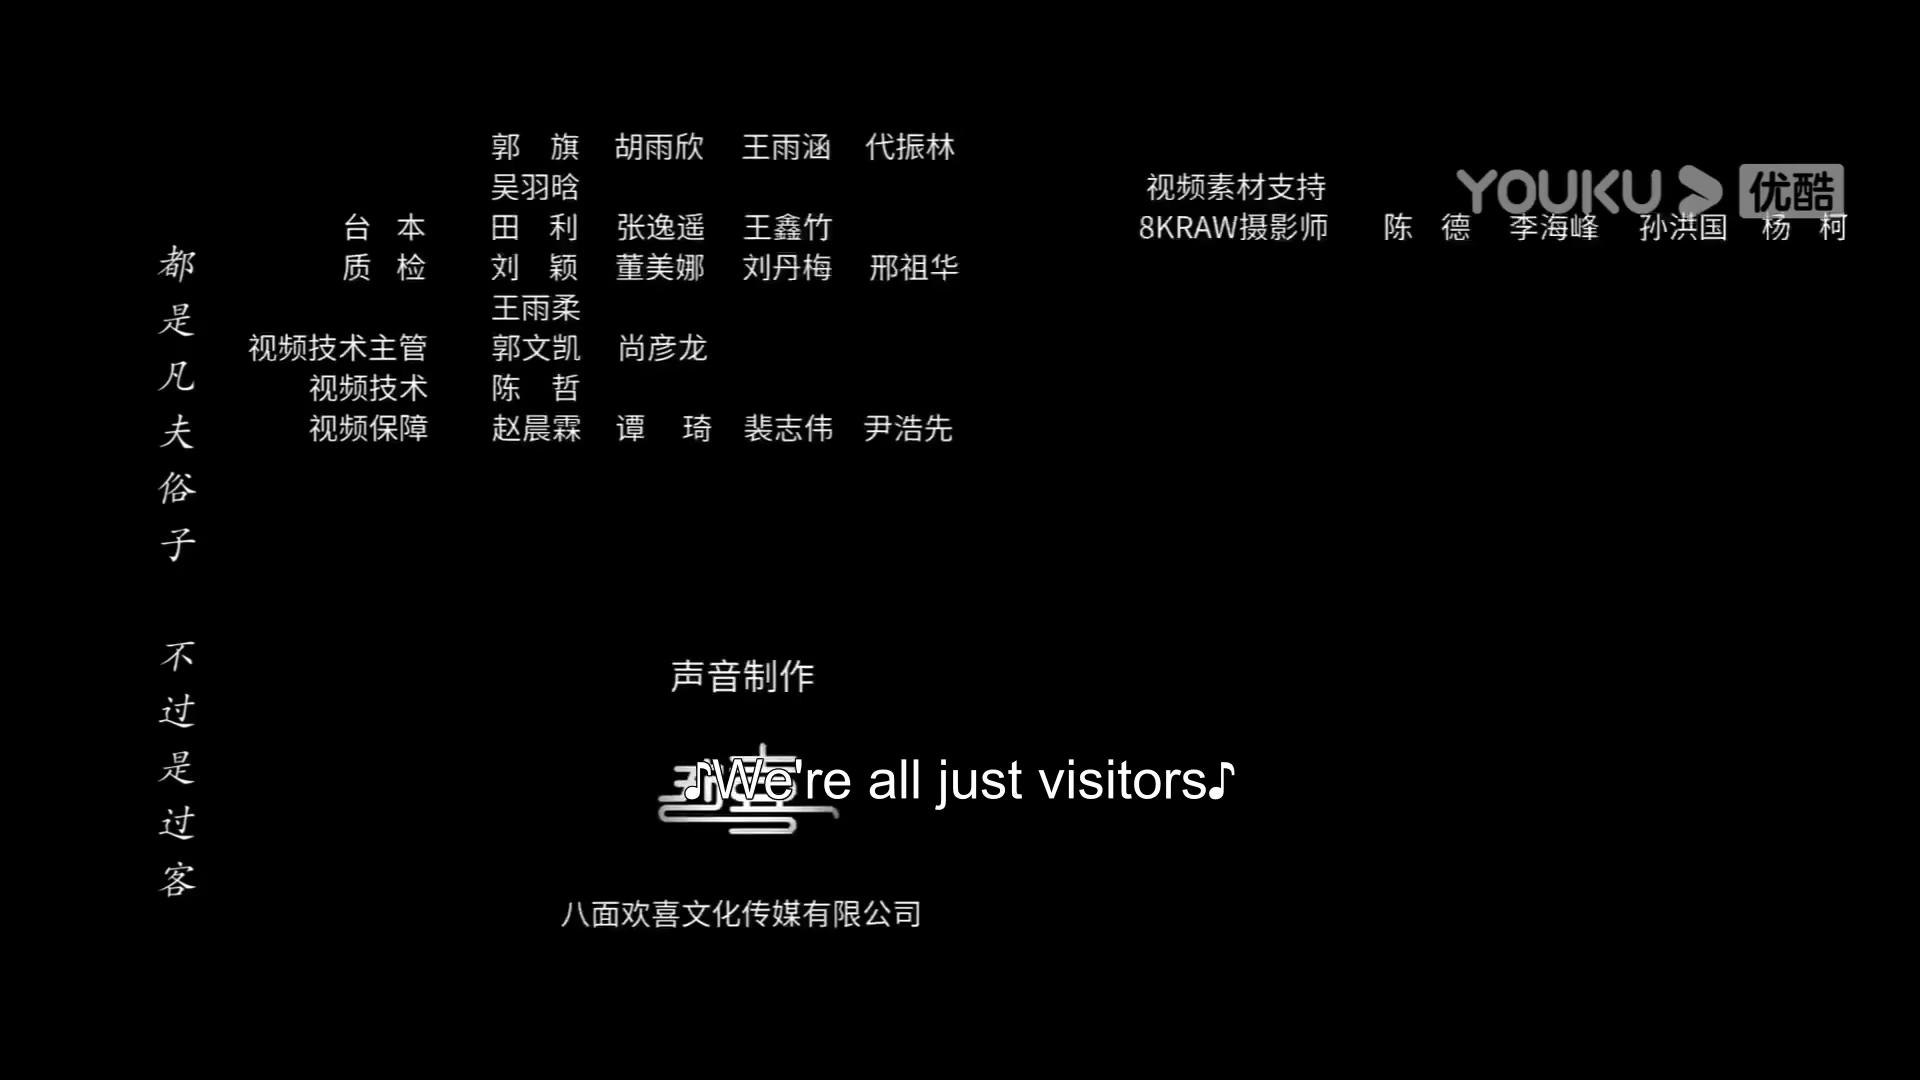 郭 旗 胡雨欣 王雨涵 代振林
吴羽晗
台 本 田 利 张逸遥 王鑫竹
质 检 刘 颖 董美娜 刘丹梅 邢祖华
王雨柔
视频技术主管 郭文凯 尚彦龙
视频技术 陈 哲
视频保障 赵晨霖 谭 琦 裴志伟 尹浩先
视频素材支持
8KRAW摄影师 陈 德 李海峰 孙洪国 杨 柯
YOUKU 优酷
都是凡夫俗子 不过是过客
声音制作
♪We're all just visitors♪
八面欢喜文化传媒有限公司